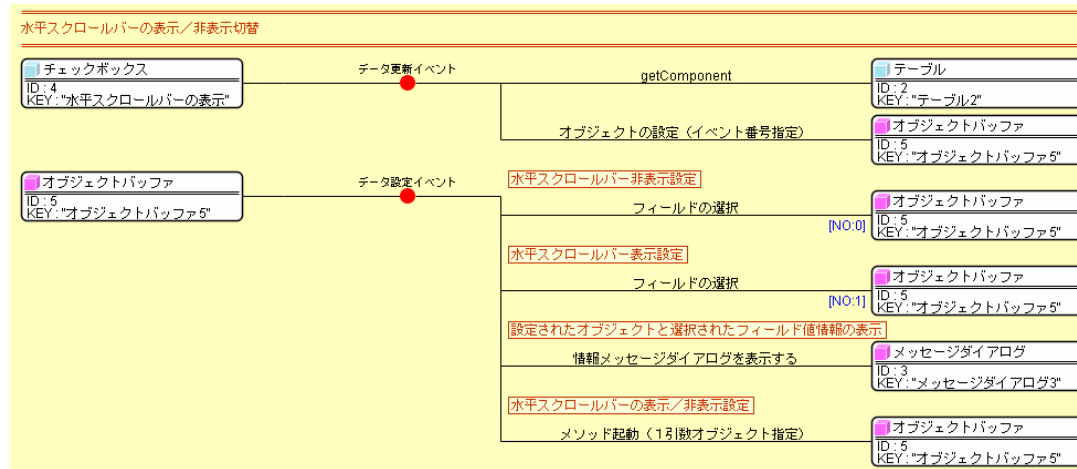 水平スクロールバーの表示／非表示切替
チェックボックス
ID:4
KEY:"水平スクロールバーの表示"
データ更新イベント
getComponent
テーブル
ID:2
KEY:"テーブル2"
オブジェクトの設定（イベント番号指定）
オブジェクトバッファ
ID:5
KEY:"オブジェクトバッファ5"
オブジェクトバッファ
ID:5
KEY:"オブジェクトバッファ5"
データ設定イベント
水平スクロールバー非表示設定
フィールドの選択
[NO:0]
オブジェクトバッファ
ID:5
KEY:"オブジェクトバッファ5"
水平スクロールバー表示設定
フィールドの選択
[NO:1]
オブジェクトバッファ
ID:5
KEY:"オブジェクトバッファ5"
設定されたオブジェクトと選択されたフィールド値情報の表示
情報メッセージダイアログを表示する
メッセージダイアログ
ID:3
KEY:"メッセージダイアログ3"
水平スクロールバーの表示／非表示設定
メソッド起動（１引数オブジェクト指定）
オブジェクトバッファ
ID:5
KEY:"オブジェクトバッファ5"